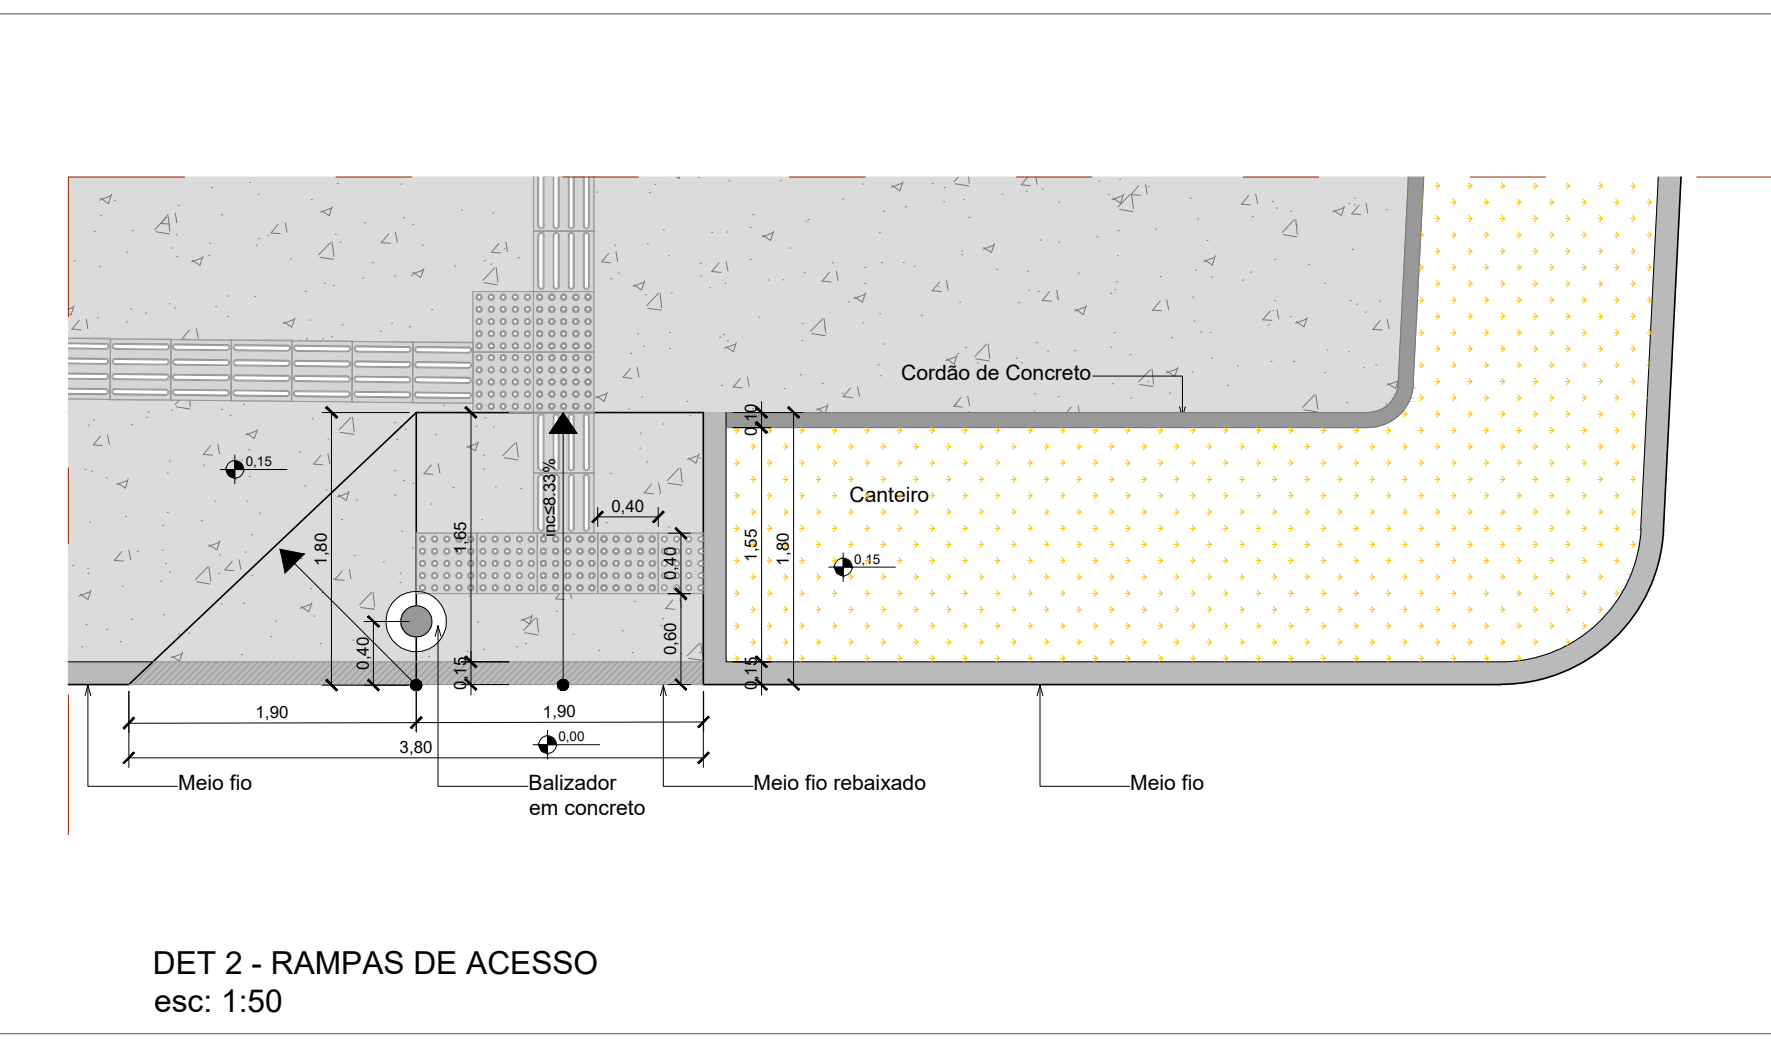 Cordão de Concreto
0,10
0,15
inc≤8.33%
Canteiro
0,40
1,80
1,65
0,40
1,55
1,80
0,15
0,40
0,60
0,15
0,15
1,90
1,90
0,00
3,80
Meio fio
Balizador
em concreto
Meio fio rebaixado
Meio fio
DET 2 - RAMPAS DE ACESSO
esc: 1:50